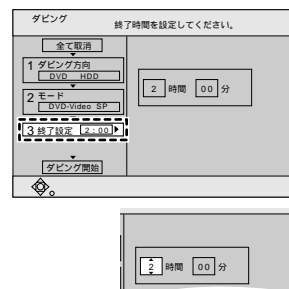 ダビング
終了時間を設定してください。
全て取消
1 ダビング方向
DVD HDD
2 モード
DVD-Video SP
3 終了設定 2:00
ダビング開始
2 時間 00 分
2 時間 00 分